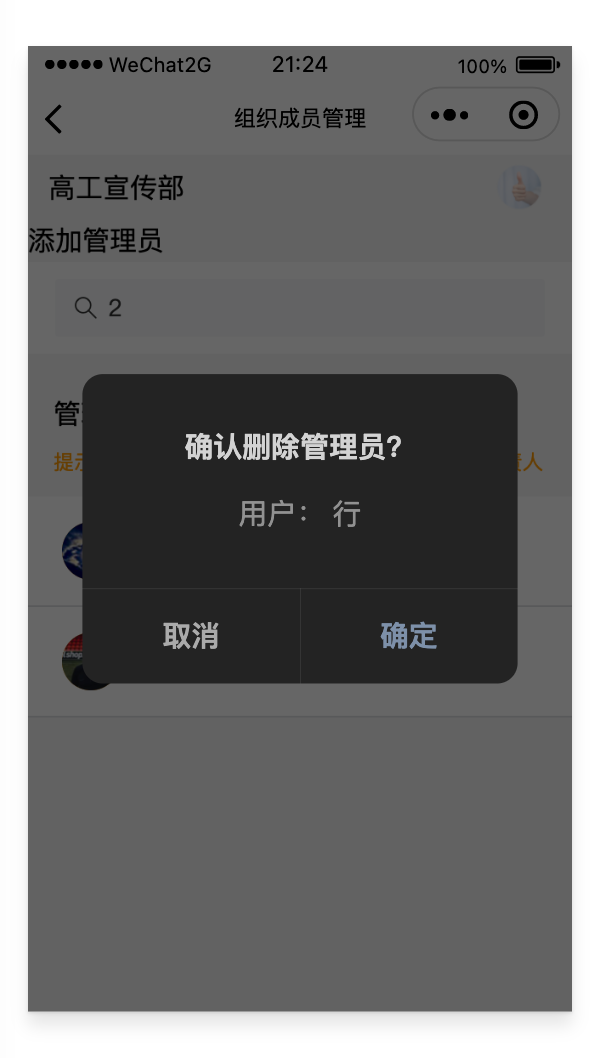 WeChat2G 21:24 100%
组织成员管理
高工宣传部
添加管理员
2
管
提示
人
确认删除管理员?
用户： 行
取消 确定